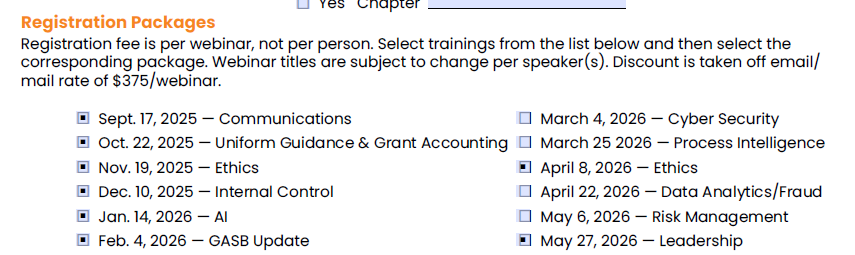 Yes Chapter
Registration Packages
Registration fee is per webinar, not per person. Select trainings from the list below and then select the
corresponding package. Webinar titles are subject to change per speaker(s). Discount is taken off email/
mail rate of $375/webinar.
Sept. 17, 2025 — Communications
Oct. 22, 2025 — Uniform Guidance & Grant Accounting
Nov. 19, 2025 — Ethics
Dec. 10, 2025 — Internal Control
Jan. 14, 2026 — AI
Feb. 4, 2026 — GASB Update
March 4, 2026 — Cyber Security
March 25 2026 — Process Intelligence
April 8, 2026 — Ethics
April 22, 2026 — Data Analytics/Fraud
May 6, 2026 — Risk Management
May 27, 2026 — Leadership